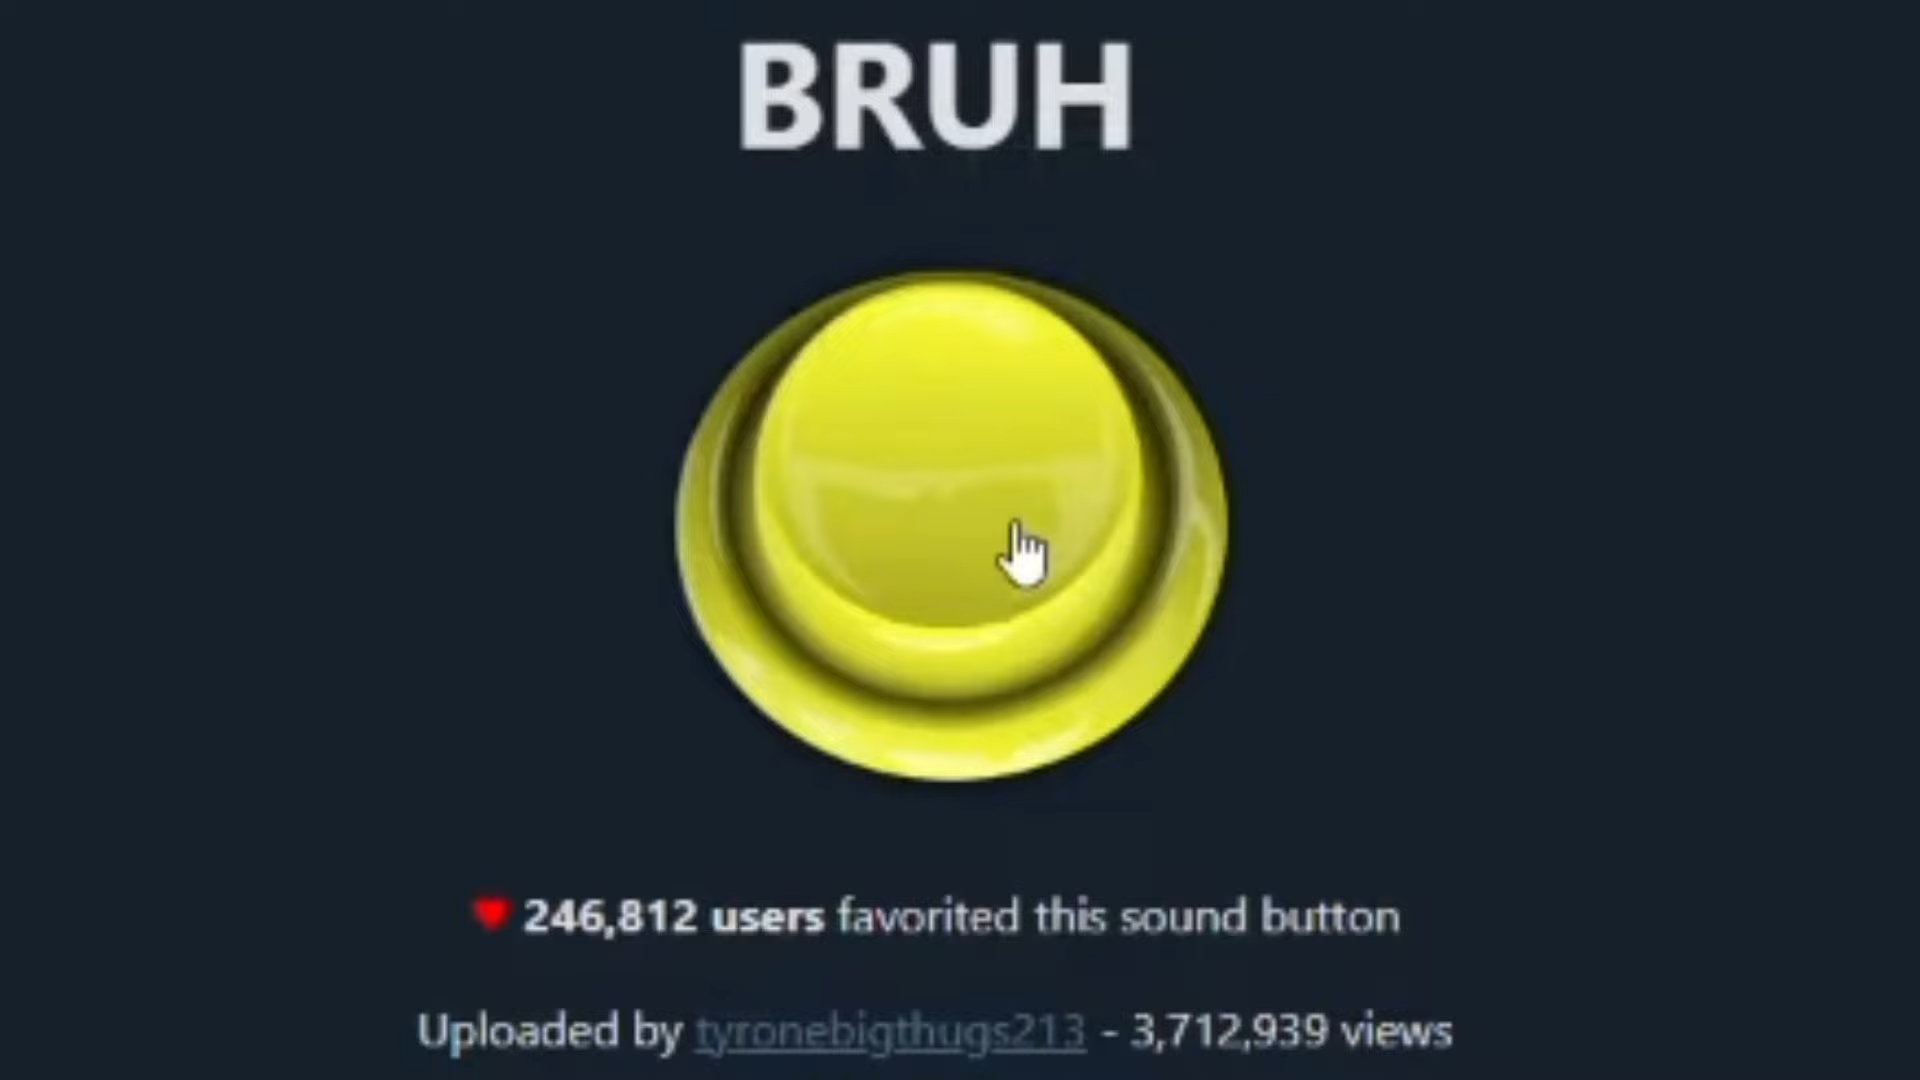 BRUH
246,812 users favorited this sound button
Uploaded by tyronebigthugs213 - 3,712,939 views